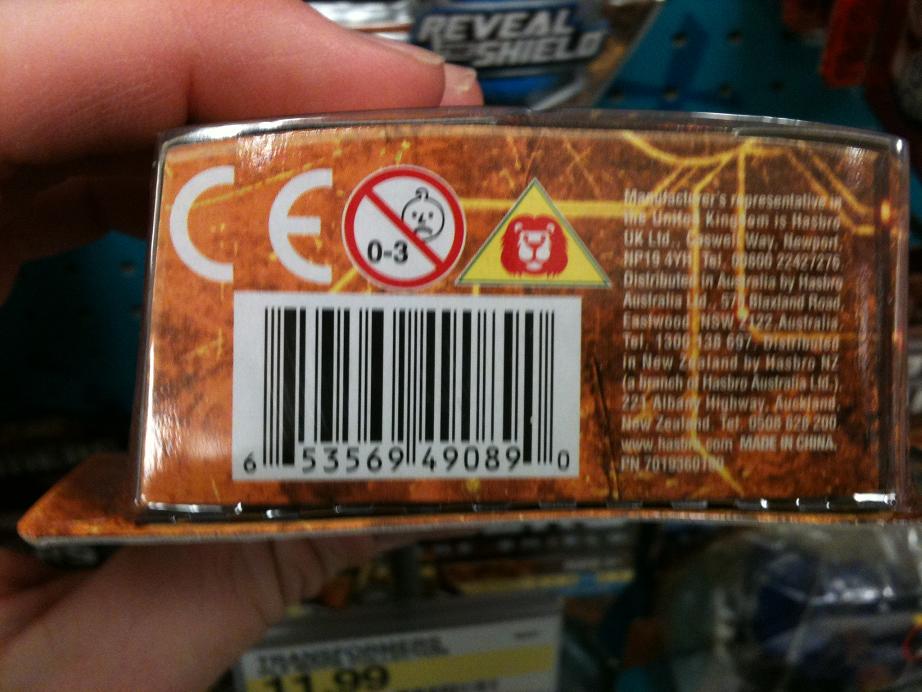 REVEAL
THE SHIELD
CE
0-3
Manufacturer's representative in
the United Kingdom is Hasbro
UK Ltd., Caswell Way, Newport,
NP19 4YH. Tel. 00800 22427276
Distributed in Australia by Hasbro
Australia Ltd., 570 Blaxland Road
Eastwood, NSW 2122 Australia
Tel. 1300 138 697. Distributed
in New Zealand by Hasbro NZ
(a branch of Hasbro Australia Ltd.)
221 Albany Highway, Auckland,
New Zealand. Tel. 0508 828 200
www.hasbro.com MADE IN CHINA.
PN
6 53569 49089 0
TRANSFORMERS
11.99